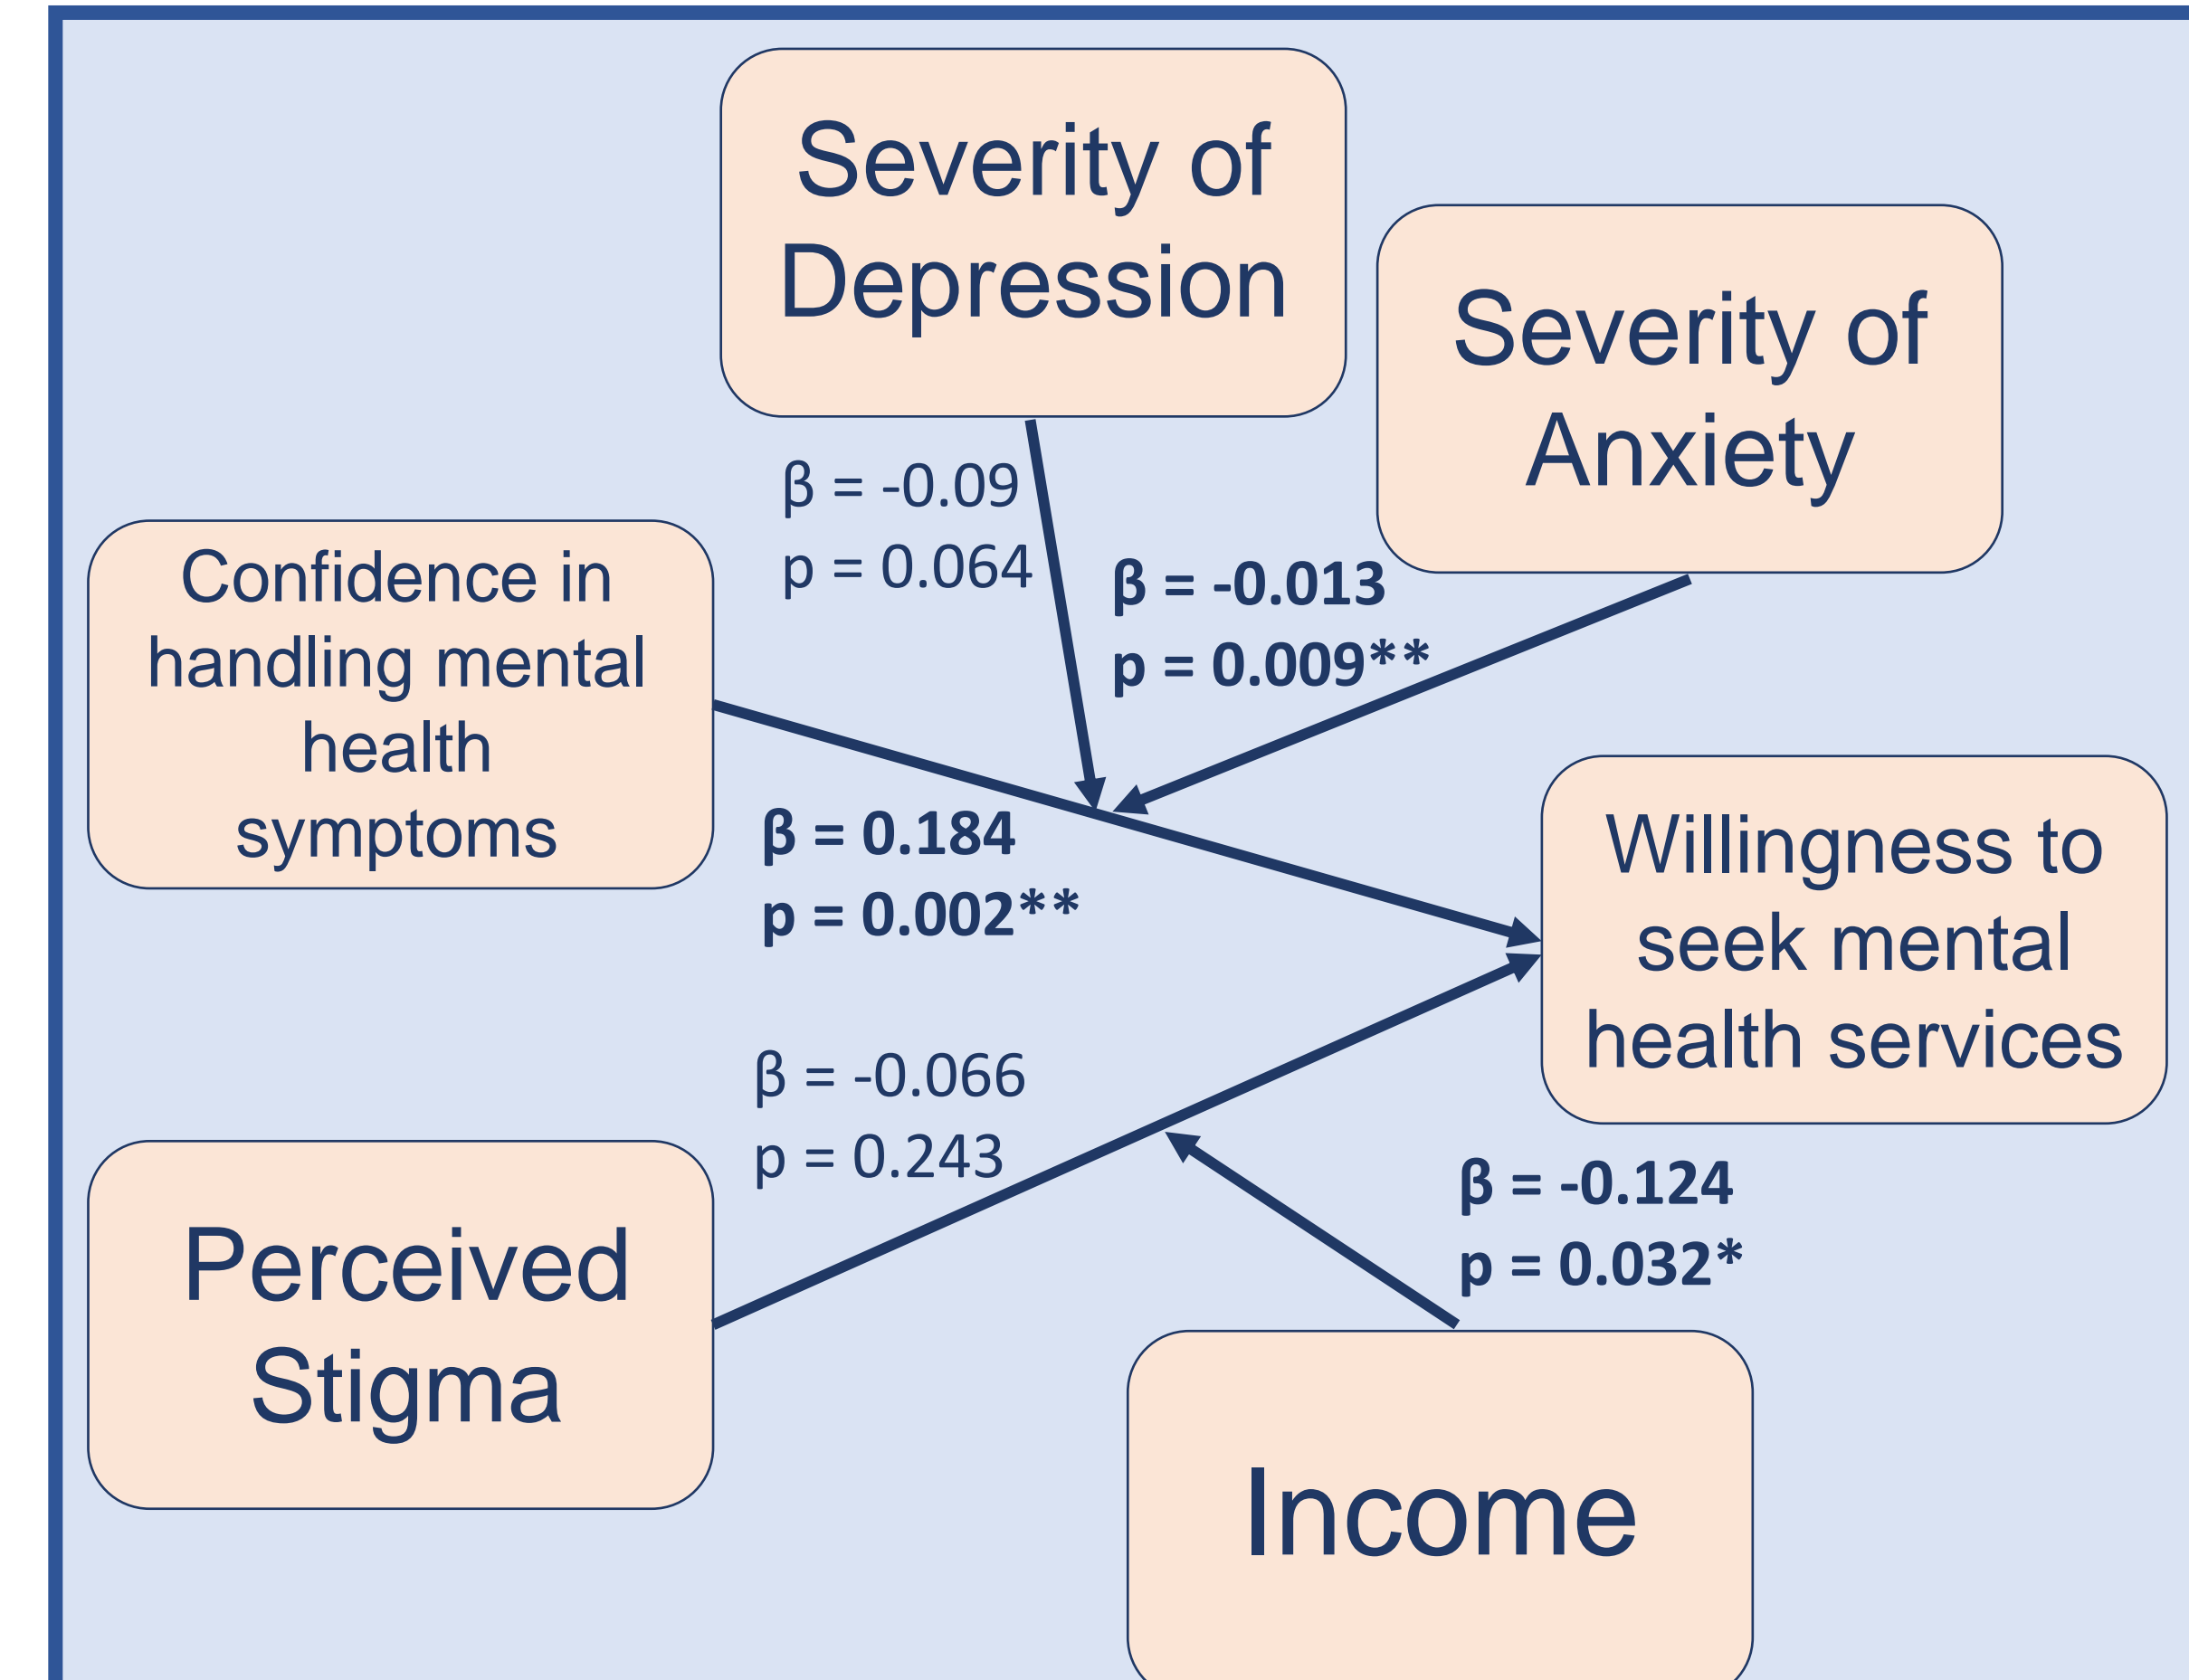 Severity of
Depression
Severity of
Anxiety
β = -0.09
p = 0.064
β = -0.013
p = 0.009**
Confidence in
handling mental
health
symptoms
β = 0.184
p = 0.002**
Willingness to
seek mental
health services
β = -0.066
p = 0.243
Perceived
Stigma
β = -0.124
p = 0.032*
Income